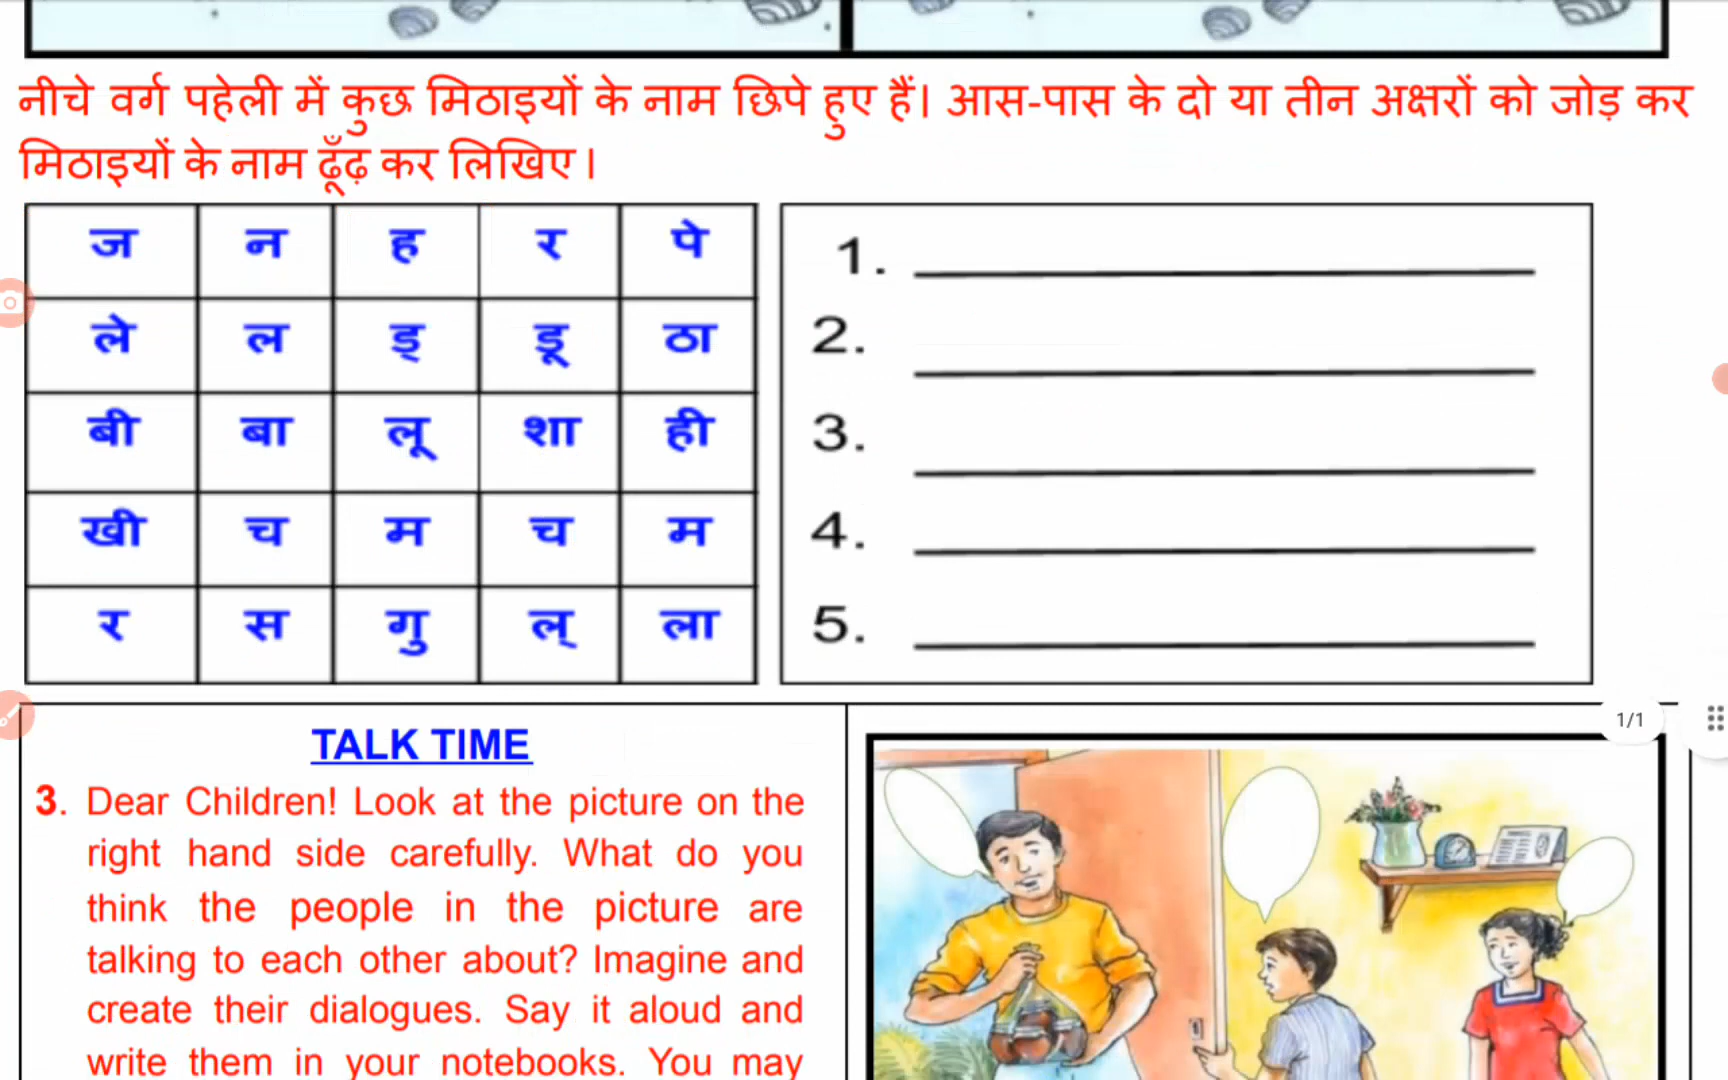 नीचे वर्ग पहेली में कुछ मिठाइयों के नाम छिपे हुए हैं। आस-पास के दो या तीन अक्षरों को जोड़ कर
मिठाइयों के नाम ढूँढ़ कर लिखिए।
ज न ह र पे
ले ल ड् डू ठा
बी बा लू शा ही
खी च म च म
र स गु ल् ला
1.
2.
3.
4.
5.
1/1
TALK TIME
3. Dear Children! Look at the picture on the
right hand side carefully. What do you
think the people in the picture are
talking to each other about? Imagine and
create their dialogues. Say it aloud and
write them in your notebooks. You may